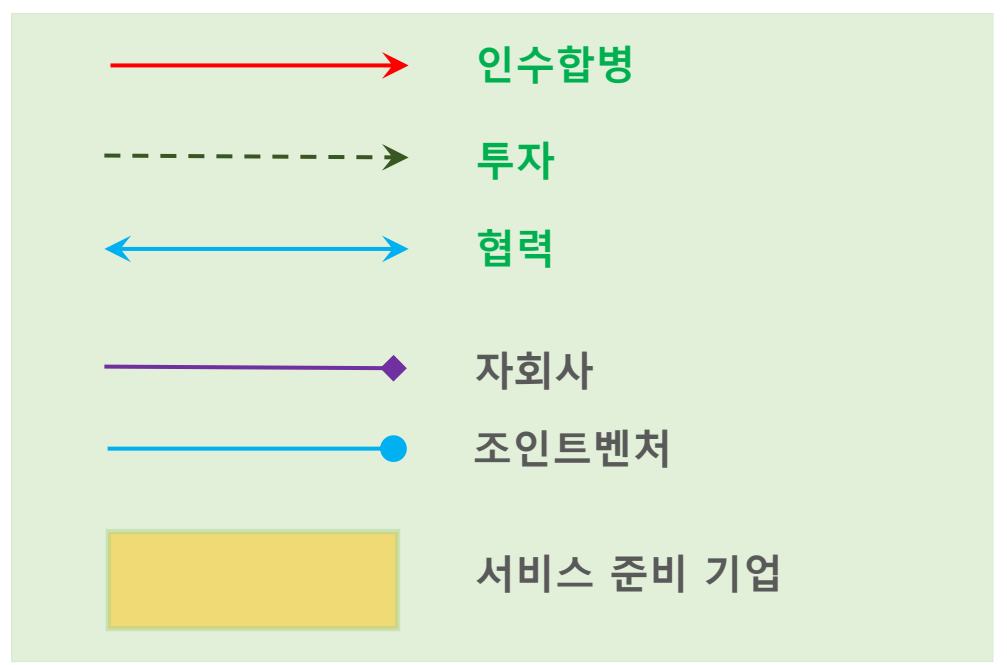 인수합병
투자
협력
자회사
조인트벤처
서비스 준비 기업